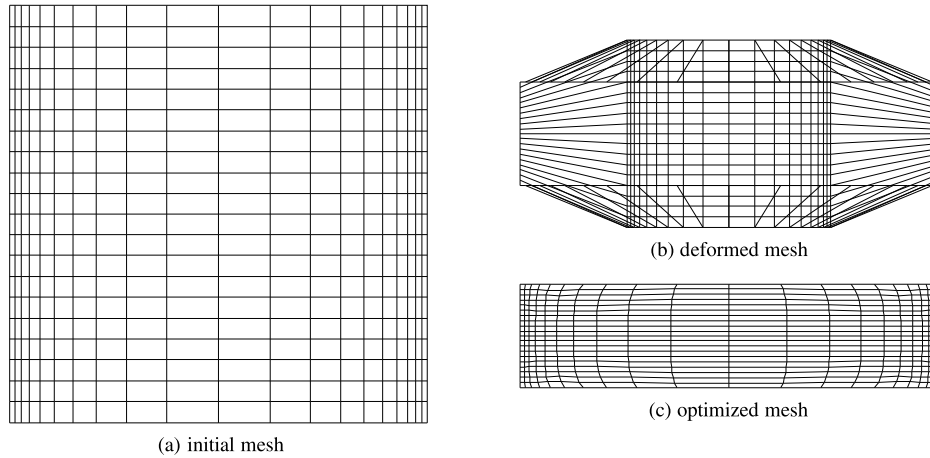 (a) initial mesh
(b) deformed mesh
(c) optimized mesh